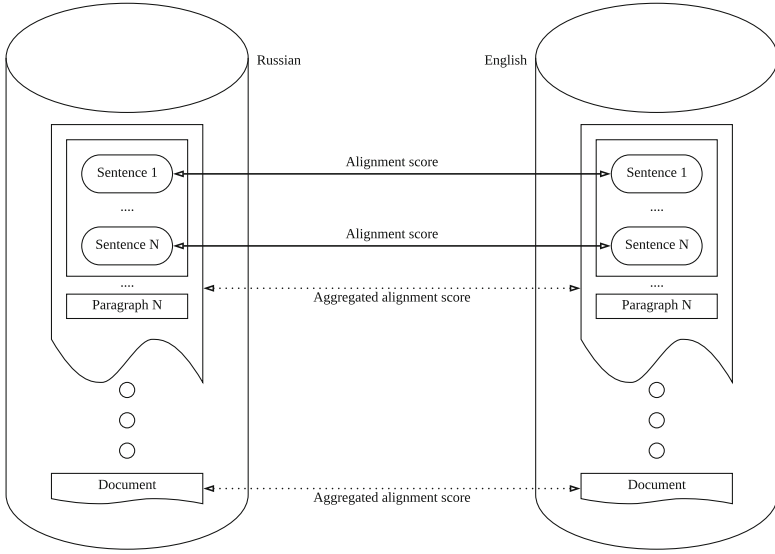 Russian
English
Alignment score
Sentence 1
Sentence 1
....
....
Alignment score
Sentence N
Sentence N
....
....
Aggregated alignment score
Paragraph N
Paragraph N
Document
Document
Aggregated alignment score